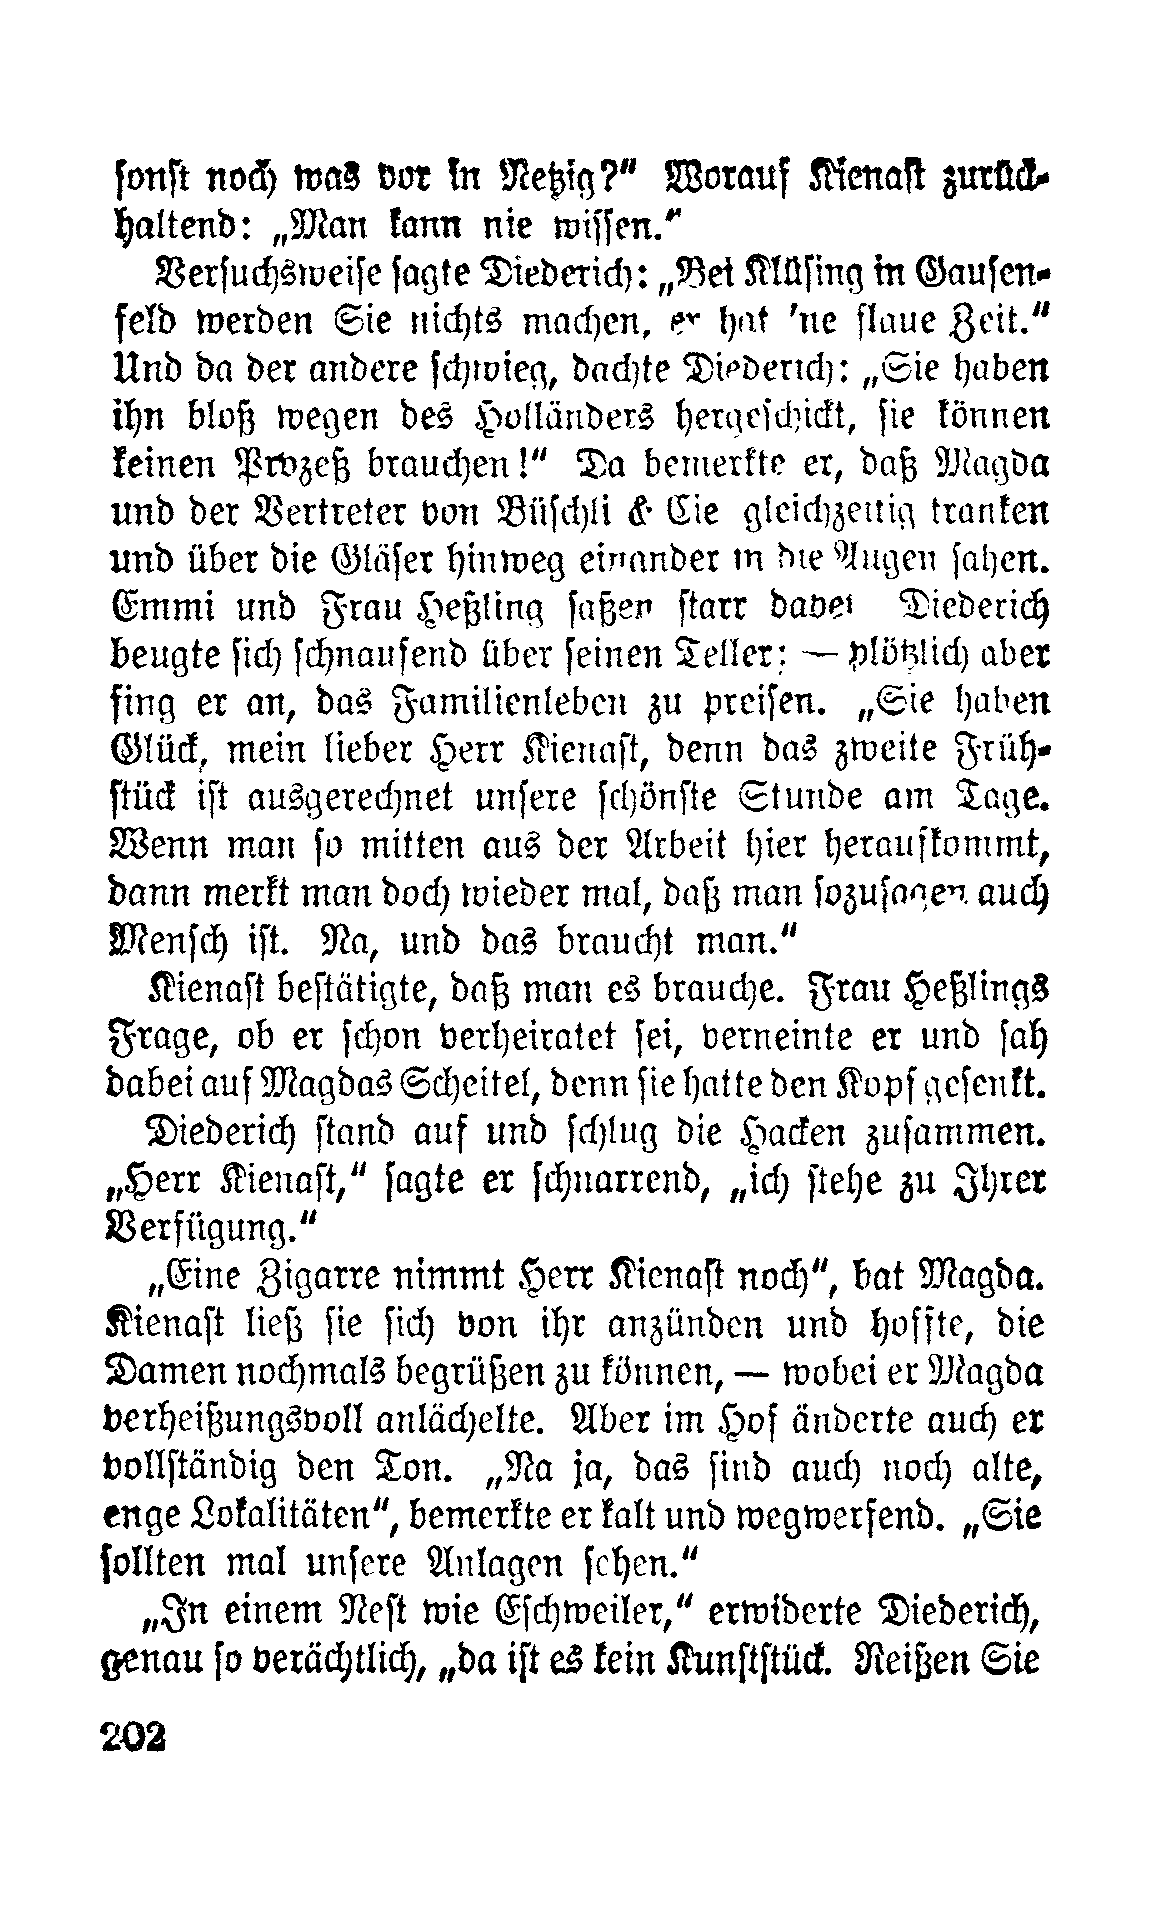 sonst noch was vor in Netzig?“ Worauf Kienast zurück-
haltend: „Man kann nie wissen.“
Versuchsweise sagte Diederich: „Bei Klüsing in Gausen-
feld werden Sie nichts machen, er hat 'ne flaue Zeit.“
Und da der andere schwieg, dachte Diederich: „Sie haben
ihn bloß wegen des Holländers hergeschickt, sie können
keinen Prozeß brauchen!“ Da bemerkte er, daß Magda
und der Vertreter von Büschli & Cie gleichzeitig tranken
und über die Gläser hinweg einander in die Augen sahen.
Emmi und Frau Heßling saßen starr dabei Diederich
beugte sich schnaufend über seinen Teller; — plötzlich aber
fing er an, das Familienleben zu preisen. „Sie haben
Glück, mein lieber Herr Kienast, denn das zweite Früh-
stück ist ausgerechnet unsere schönste Stunde am Tage.
Wenn man so mitten aus der Arbeit hier heraufkommt,
dann merkt man doch wieder mal, daß man sozusagen auch
Mensch ist. Na, und das braucht man.“
Kienast bestätigte, daß man es brauche. Frau Heßlings
Frage, ob er schon verheiratet sei, verneinte er und sah
dabei auf Magdas Scheitel, denn sie hatte den Kopf gesenkt.
Diederich stand auf und schlug die Hacken zusammen.
„Herr Kienast,“ sagte er schnarrend, „ich stehe zu Ihrer
Verfügung.“
„Eine Zigarre nimmt Herr Kienast noch“, bat Magda.
Kienast ließ sie sich von ihr anzünden und hoffte, die
Damen nochmals begrüßen zu können, — wobei er Magda
verheißungsvoll anlächelte. Aber im Hof änderte auch er
vollständig den Ton. „Na ja, das sind auch noch alte,
enge Lokalitäten“, bemerkte er kalt und wegwerfend. „Sie
sollten mal unsere Anlagen sehen.“
„In einem Nest wie Eschweiler,“ erwiderte Diederich,
genau so verächtlich, „da ist es kein Kunststück. Reißen Sie
202